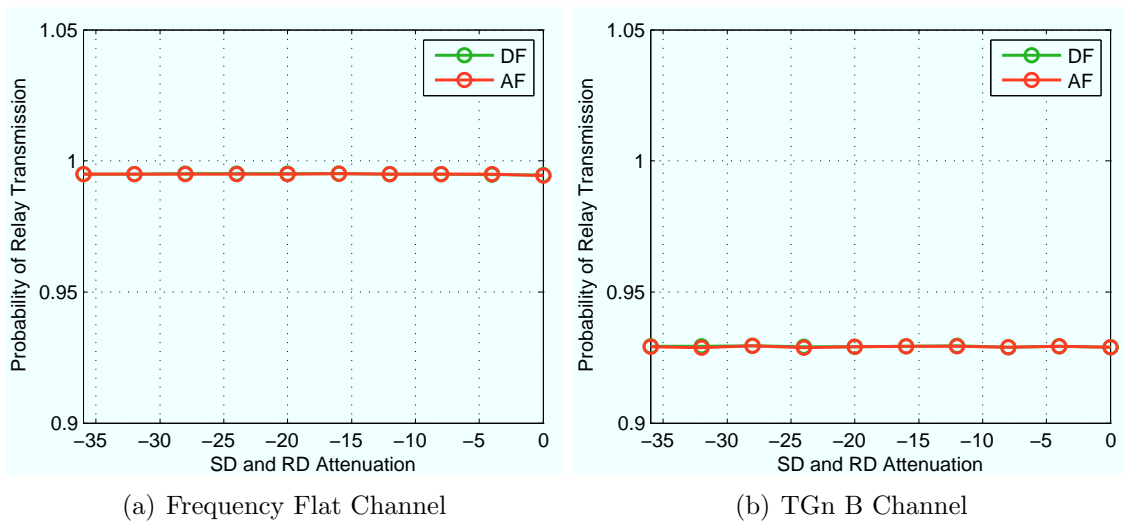 1.05
1
0.95
0.9
Probability of Relay Transmission
DF
AF
−35 −30 −25 −20 −15 −10 −5 0
SD and RD Attenuation
(a) Frequency Flat Channel
1.05
1
0.95
0.9
Probability of Relay Transmission
DF
AF
−35 −30 −25 −20 −15 −10 −5 0
SD and RD Attenuation
(b) TGn B Channel